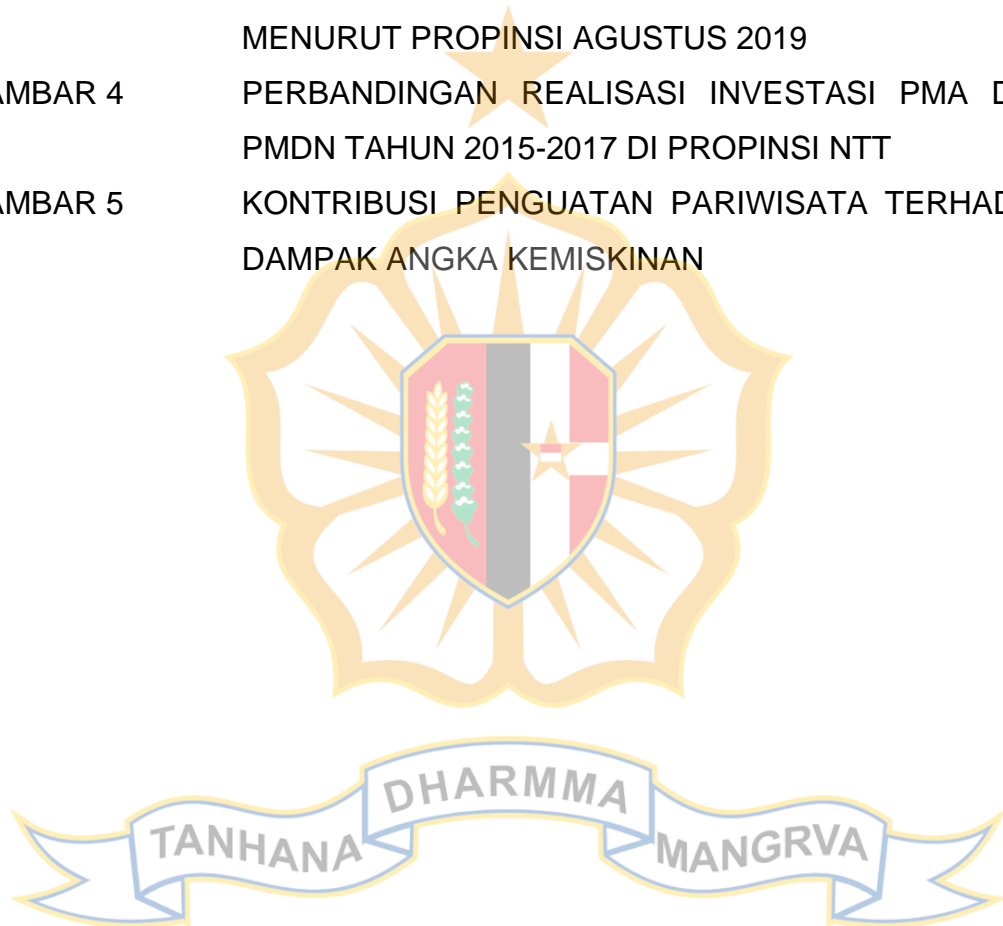 MENURUT PROPINSI AGUSTUS 2019
AMBAR 4 PERBANDINGAN REALISASI INVESTASI PMA D
PMDN TAHUN 2015-2017 DI PROPINSI NTT
AMBAR 5 KONTRIBUSI PENGUATAN PARIWISATA TERHAD
DAMPAK ANGKA KEMISKINAN
TANHANA DHARMMA MANGRVA